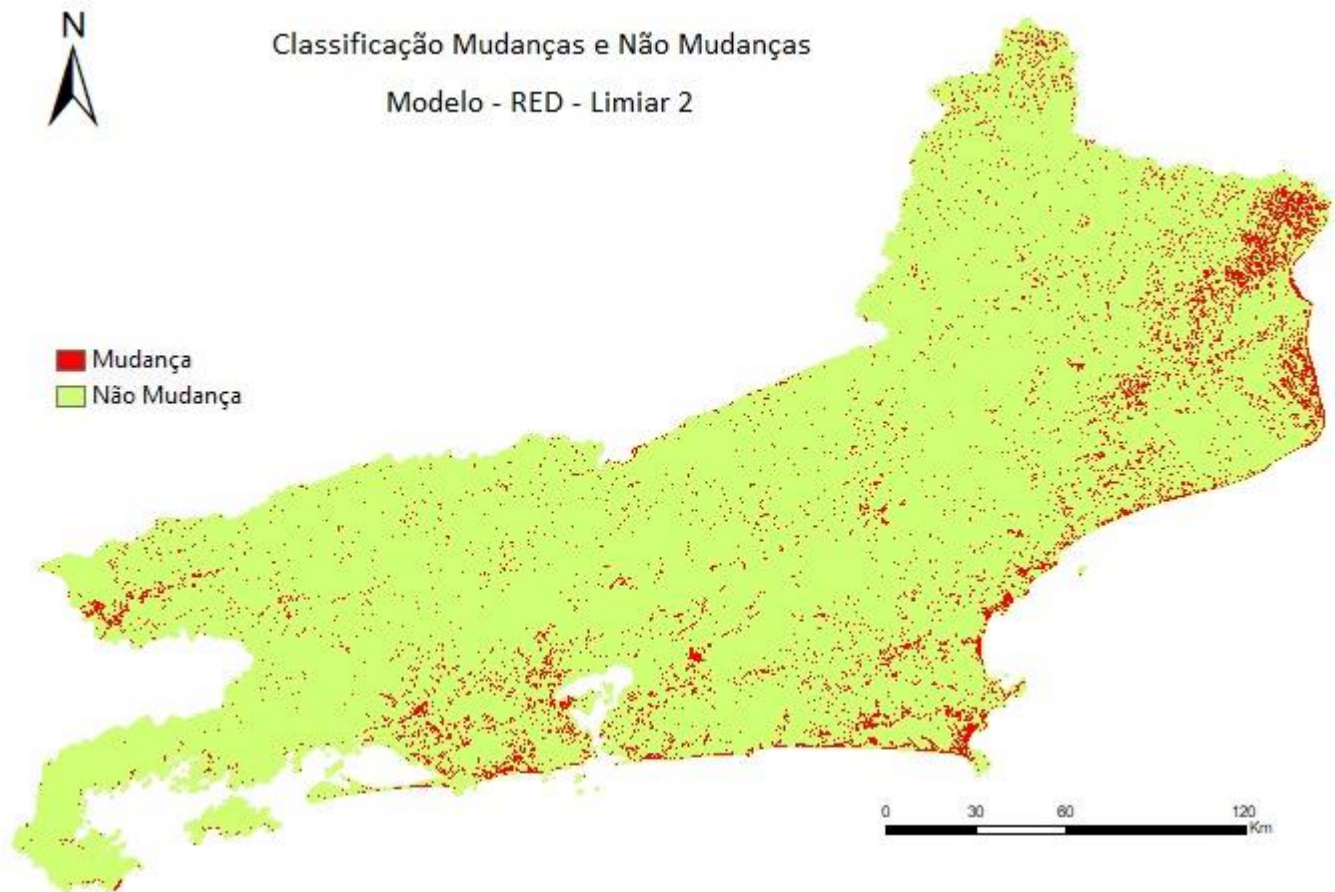 N
Classificação Mudanças e Não Mudanças
Modelo - RED - Limiar 2
Mudança
Não Mudança
0 30 60 120
Km